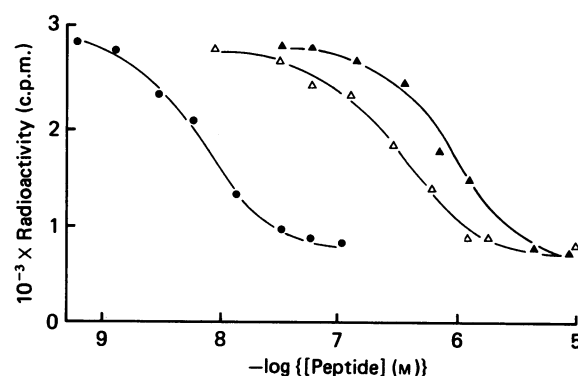 3
2
1
0
10⁻³ × Radioactivity (c.p.m.)
9 8 7 6 5
−log {[Peptide] (M)}